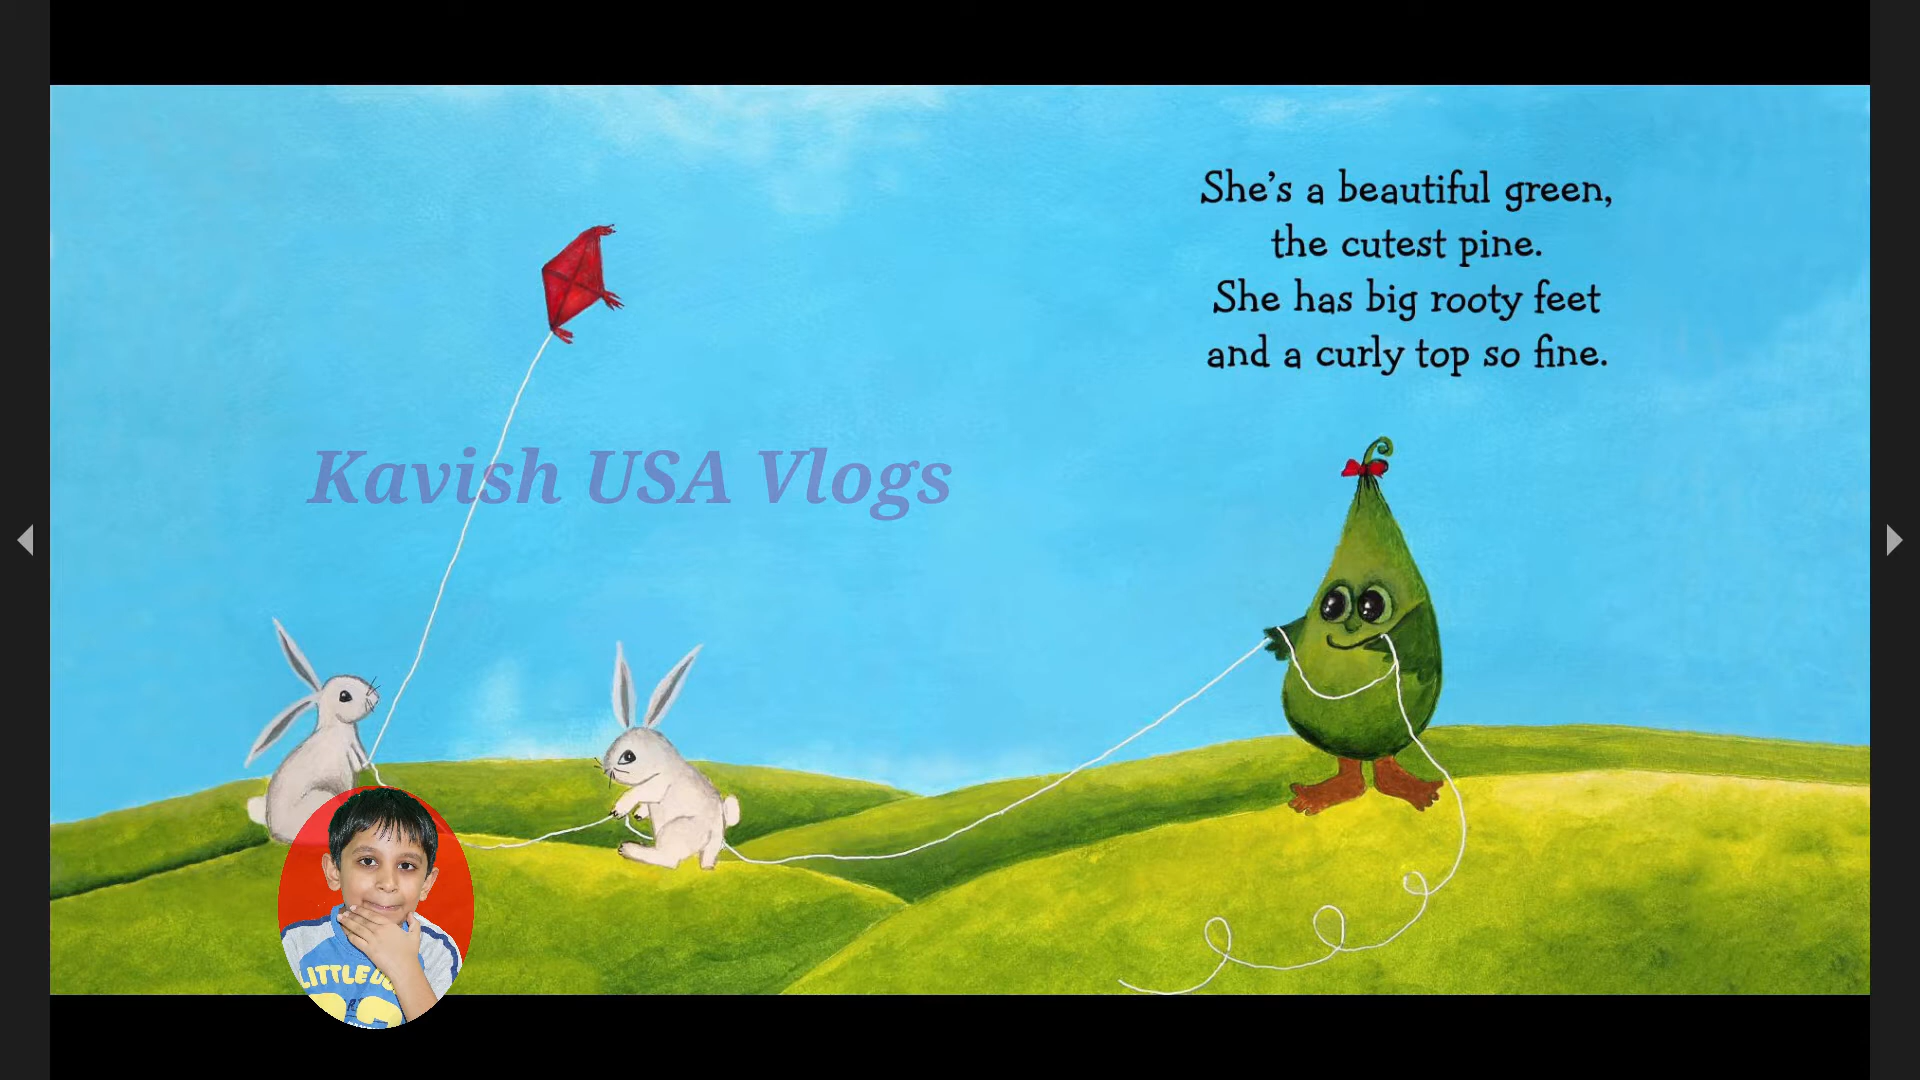 She's a beautiful green,
the cutest pine.
She has big rooty feet
and a curly top so fine.
Kavish USA Vlogs
LITTLE